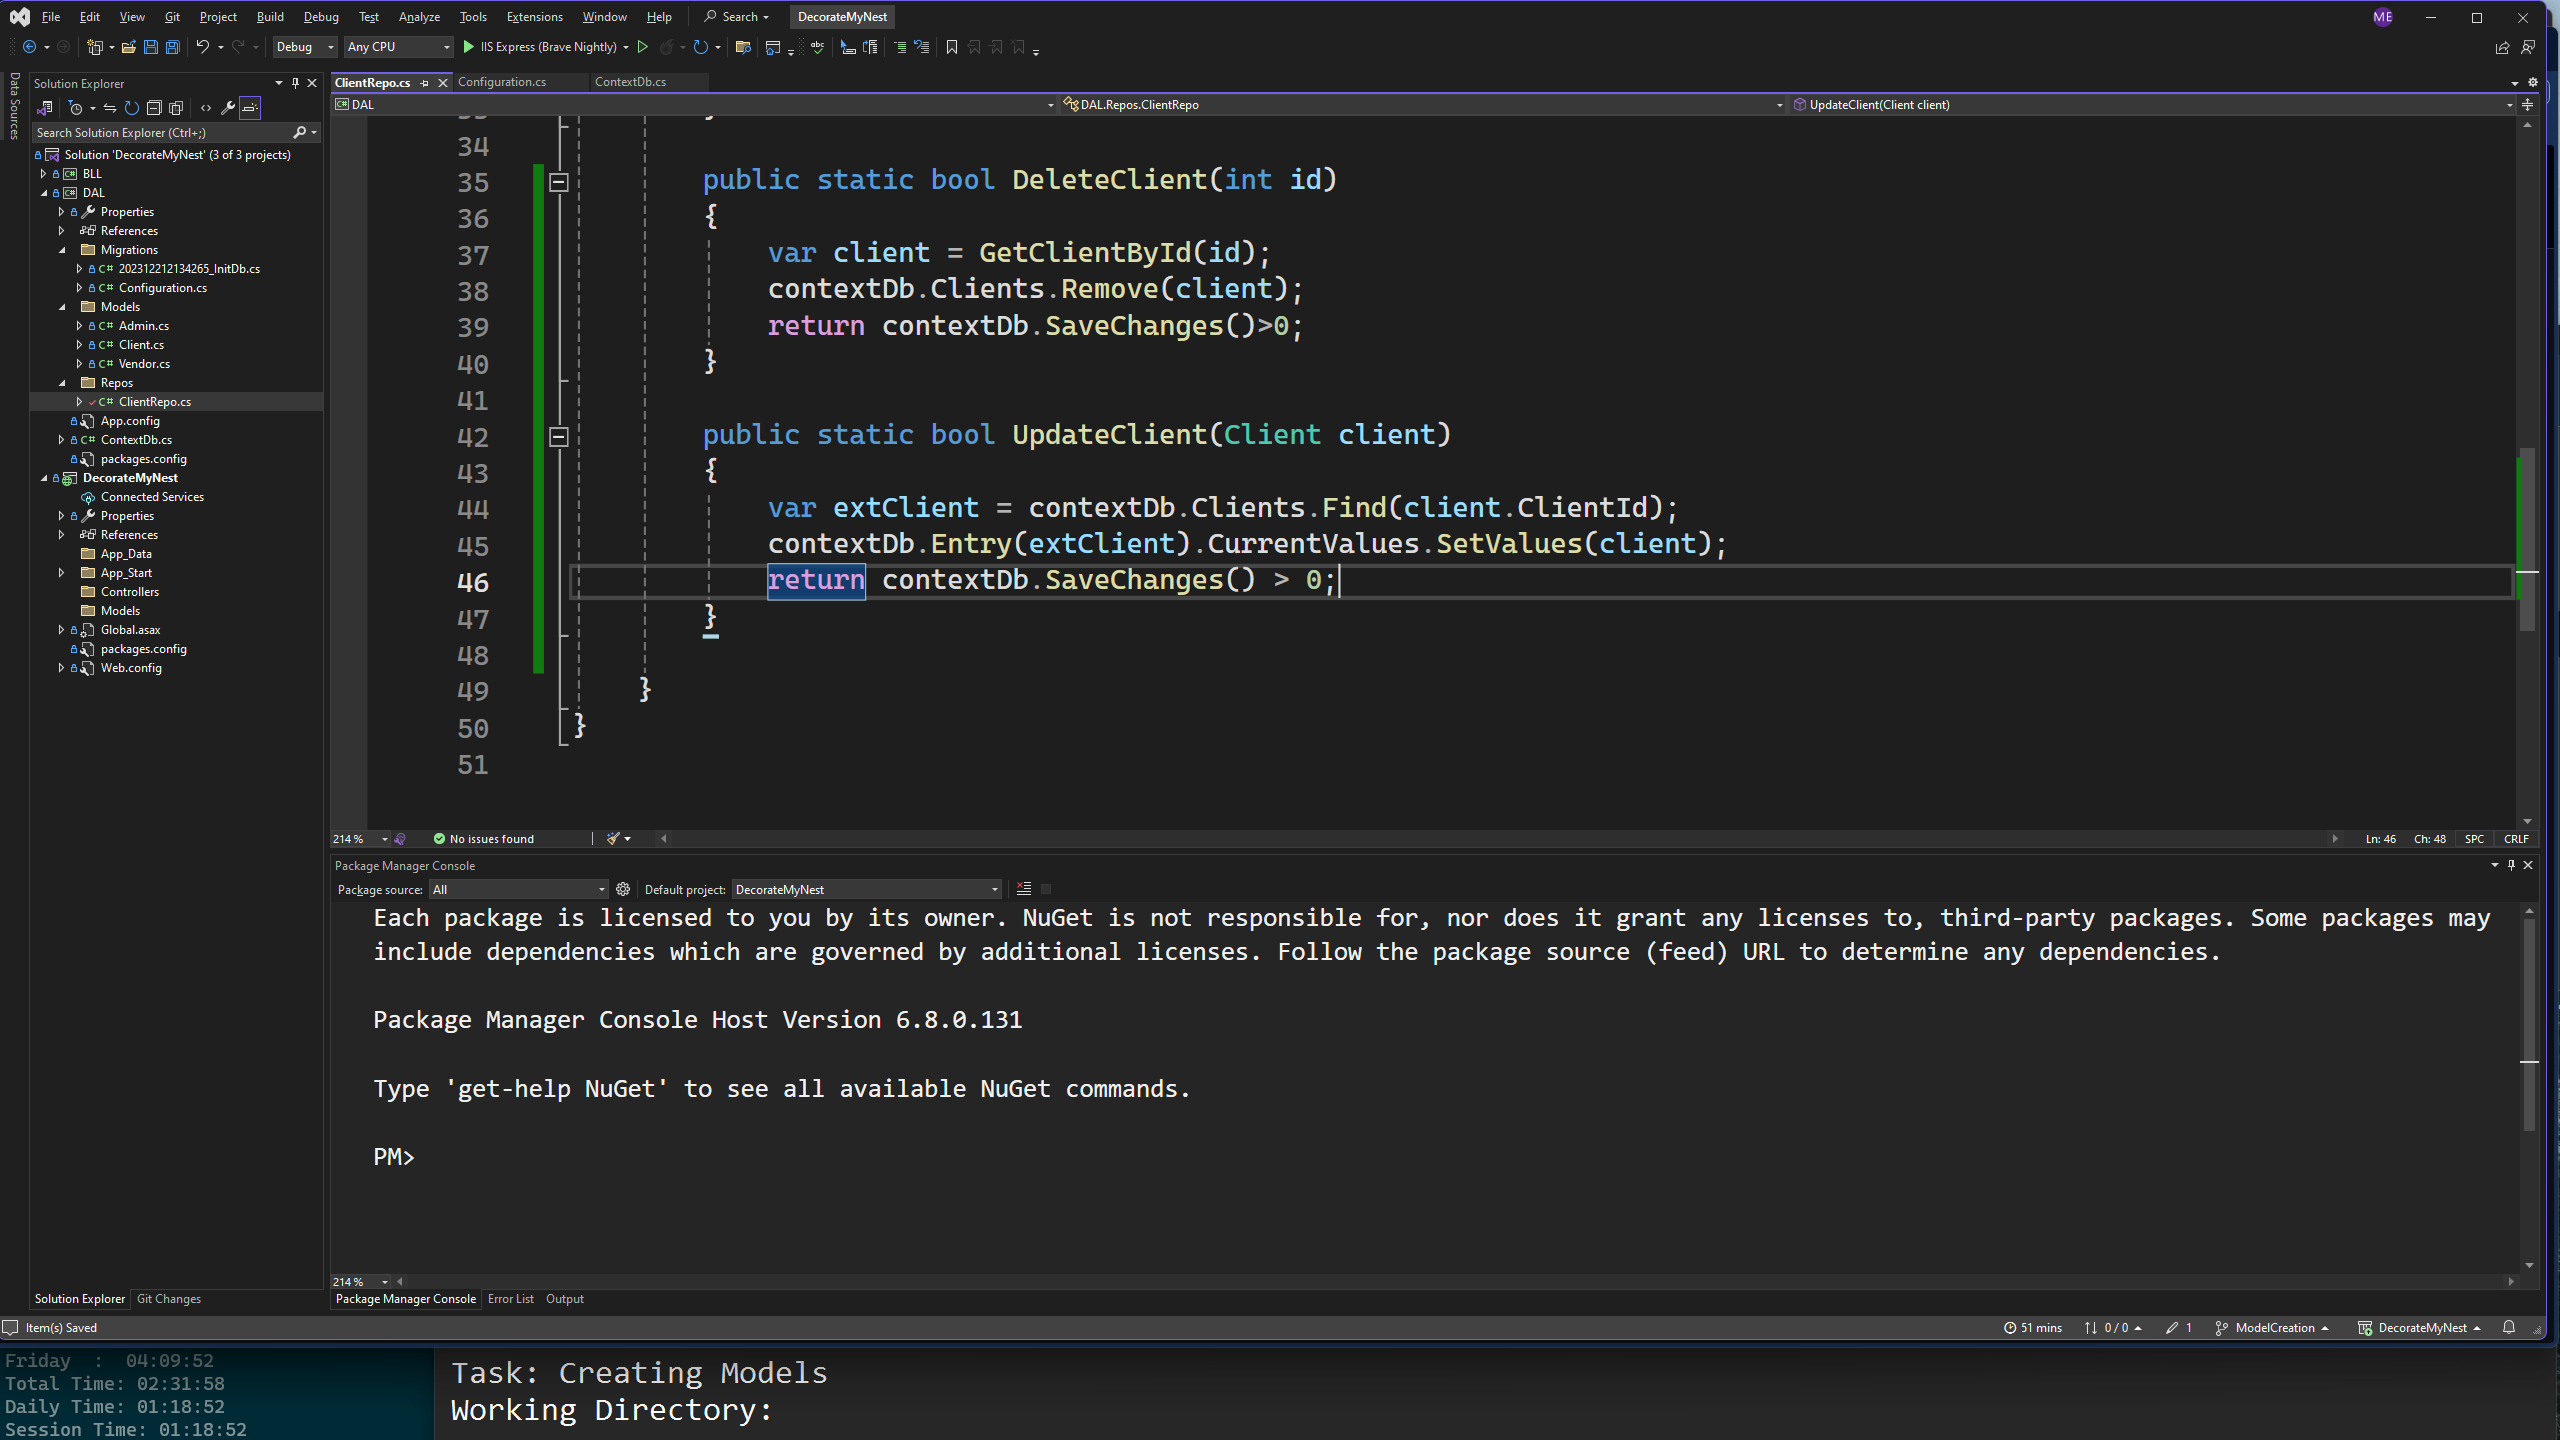 File Edit View Git Project Build Debug Test Analyze Tools Extensions Window Help Search DecorateMyNest ME
Debug Any CPU IIS Express (Brave Nightly)
Data Sources
Solution Explorer
Search Solution Explorer (Ctrl+;)
Solution 'DecorateMyNest' (3 of 3 projects)
BLL
DAL
Properties
References
Migrations
202312212134265_InitDb.cs
Configuration.cs
Models
Admin.cs
Client.cs
Vendor.cs
Repos
ClientRepo.cs
App.config
ContextDb.cs
packages.config
DecorateMyNest
Connected Services
Properties
References
App_Data
App_Start
Controllers
Models
Global.asax
packages.config
Web.config
Solution Explorer Git Changes
ClientRepo.cs Configuration.cs ContextDb.cs
DAL DAL.Repos.ClientRepo UpdateClient(Client client)
34
35 public static bool DeleteClient(int id)
36 {
37 var client = GetClientById(id);
38 contextDb.Clients.Remove(client);
39 return contextDb.SaveChanges()>0;
40 }
41
42 public static bool UpdateClient(Client client)
43 {
44 var extClient = contextDb.Clients.Find(client.ClientId);
45 contextDb.Entry(extClient).CurrentValues.SetValues(client);
46 return contextDb.SaveChanges() > 0;
47 }
48
49 }
50 }
51
214 % No issues found Ln: 46 Ch: 48 SPC CRLF
Package Manager Console
Package source: All Default project: DecorateMyNest
Each package is licensed to you by its owner. NuGet is not responsible for, nor does it grant any licenses to, third-party packages. Some packages may
include dependencies which are governed by additional licenses. Follow the package source (feed) URL to determine any dependencies.
Package Manager Console Host Version 6.8.0.131
Type 'get-help NuGet' to see all available NuGet commands.
PM>
214 %
Package Manager Console Error List Output
Item(s) Saved 51 mins 0 / 0 1 ModelCreation DecorateMyNest
Friday : 04:09:52
Total Time: 02:31:58
Daily Time: 01:18:52
Session Time: 01:18:52
Task: Creating Models
Working Directory: